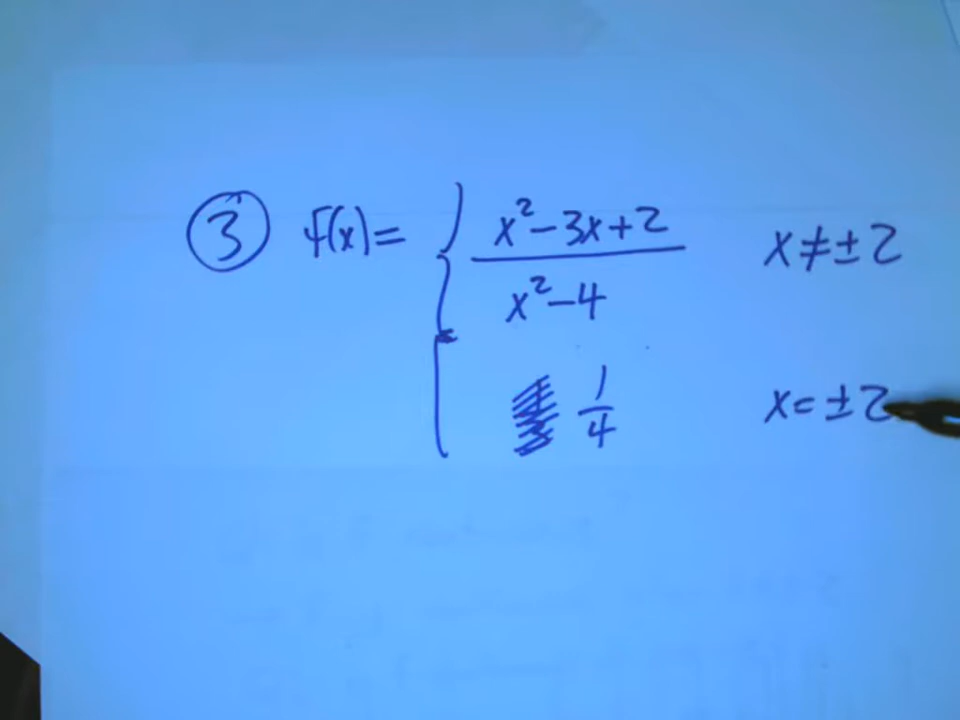 ③ f(x)= { x²-3x+2 / x²-4   x≠±2
1/4   x=±2